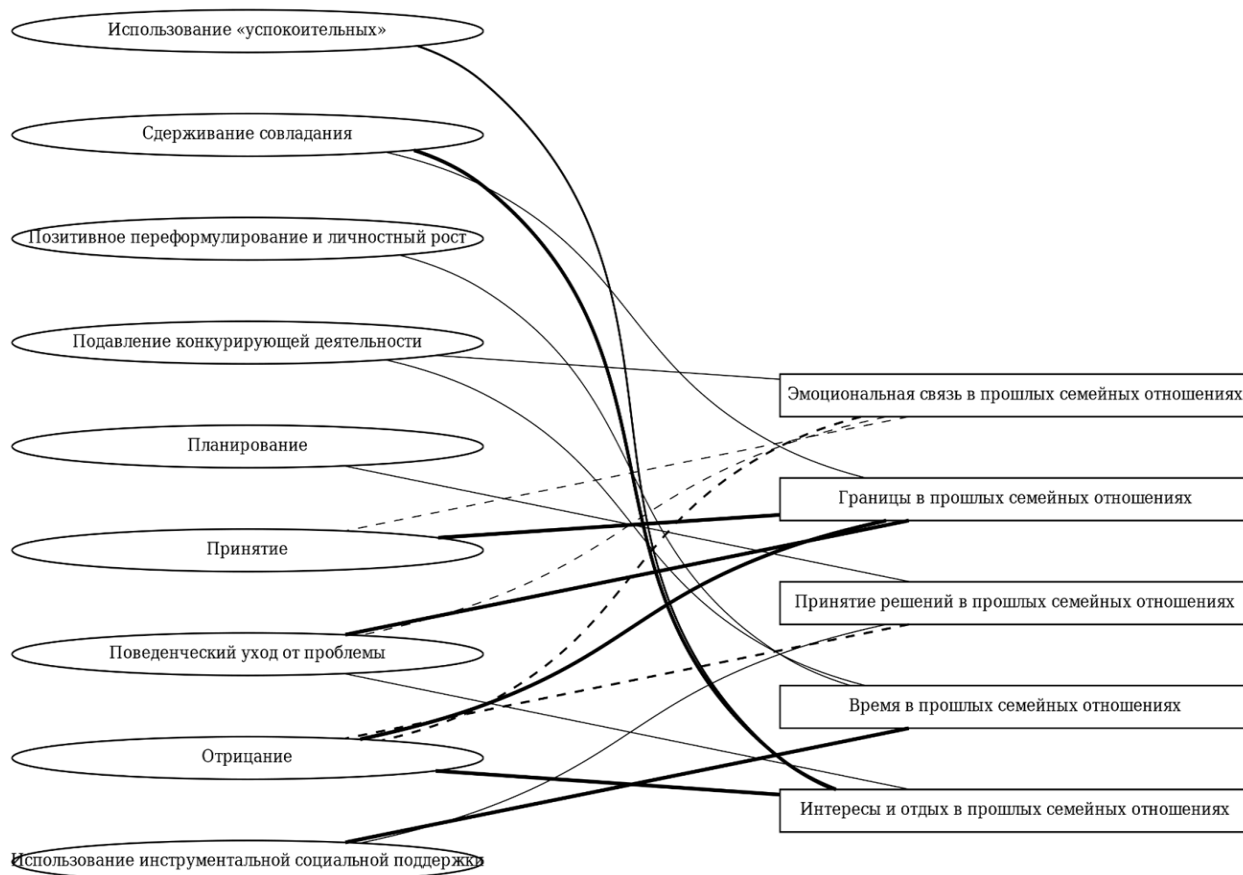 Использование «успокоительных»
Сдерживание совладания
Позитивное переформулирование и личностный рост
Подавление конкурирующей деятельности
Планирование
Принятие
Поведенческий уход от проблемы
Отрицание
Использование инструментальной социальной поддержки
Эмоциональная связь в прошлых семейных отношениях
Границы в прошлых семейных отношениях
Принятие решений в прошлых семейных отношениях
Время в прошлых семейных отношениях
Интересы и отдых в прошлых семейных отношениях